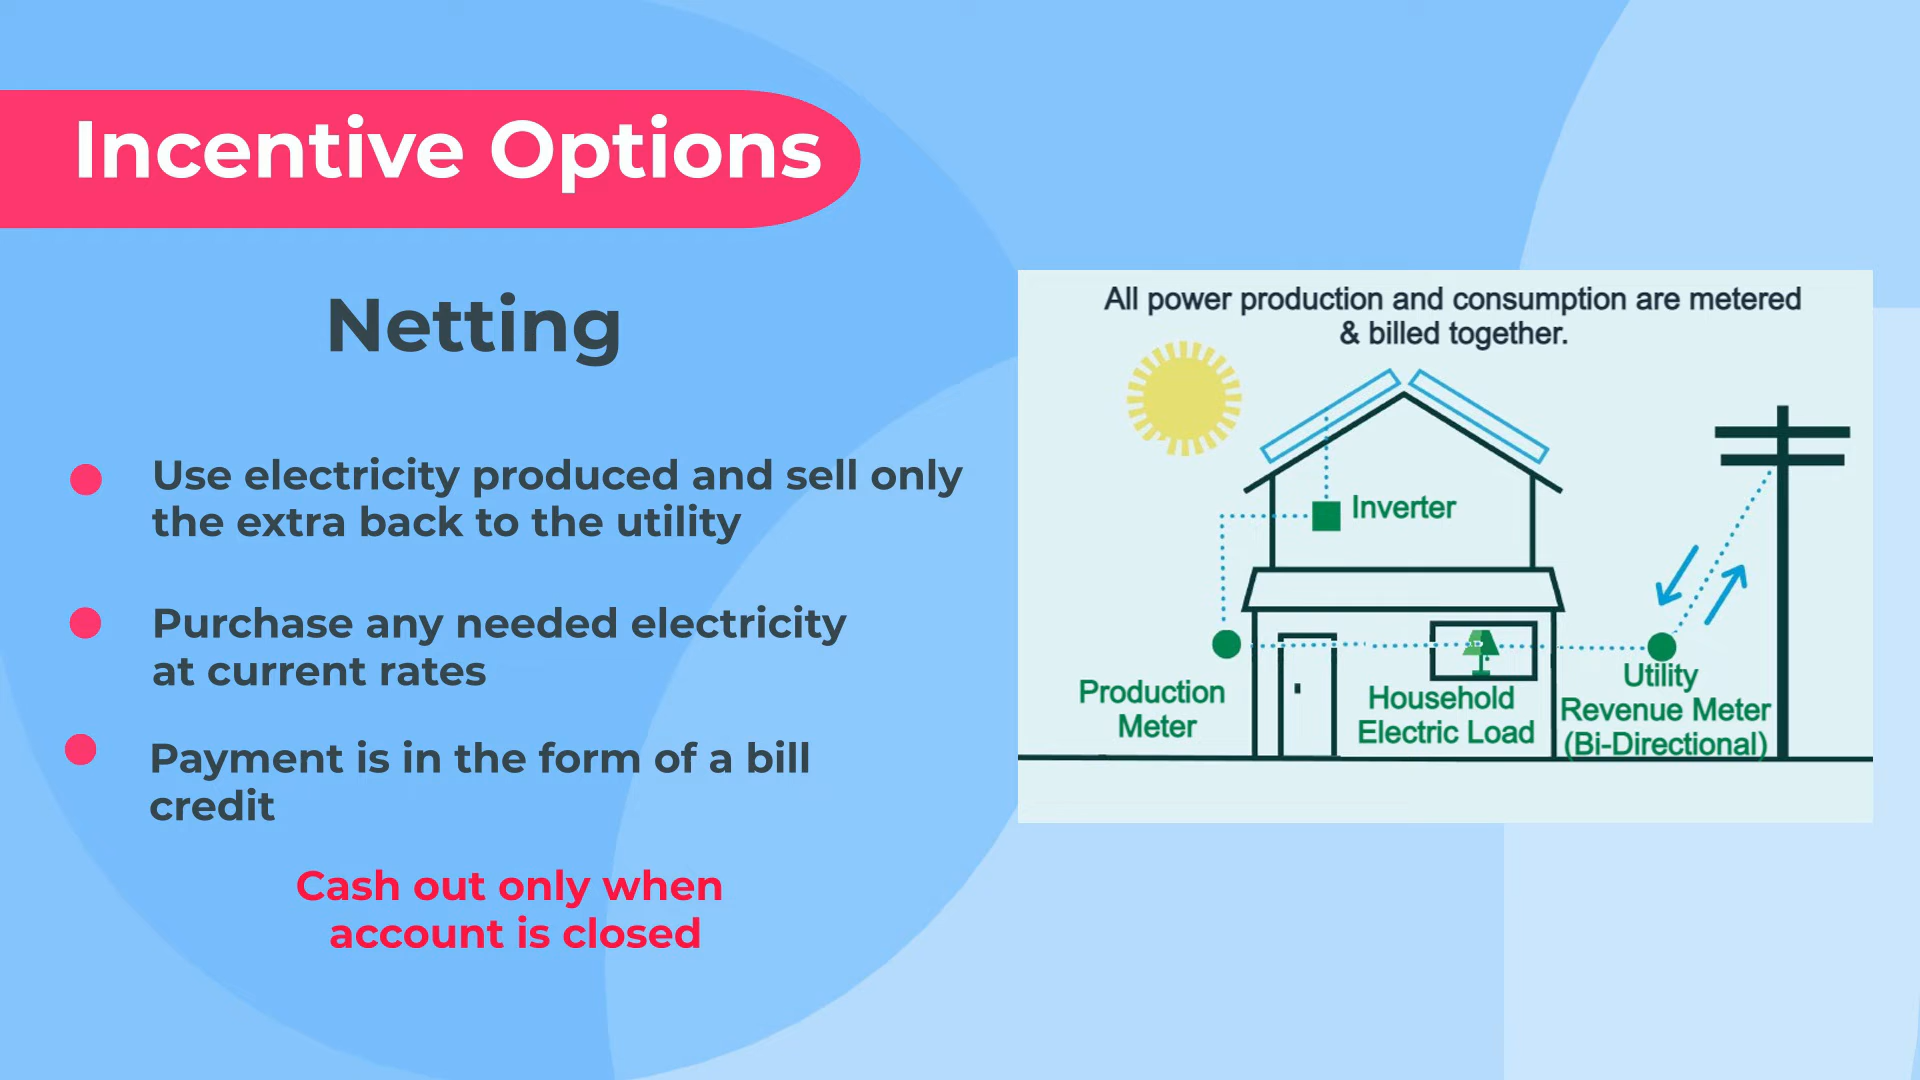 Incentive Options
Netting
Use electricity produced and sell only
the extra back to the utility
Purchase any needed electricity
at current rates
Payment is in the form of a bill
credit
Cash out only when
account is closed
All power production and consumption are metered
& billed together.
Inverter
Production
Meter
Household
Electric Load
Utility
Revenue Meter
(Bi-Directional)